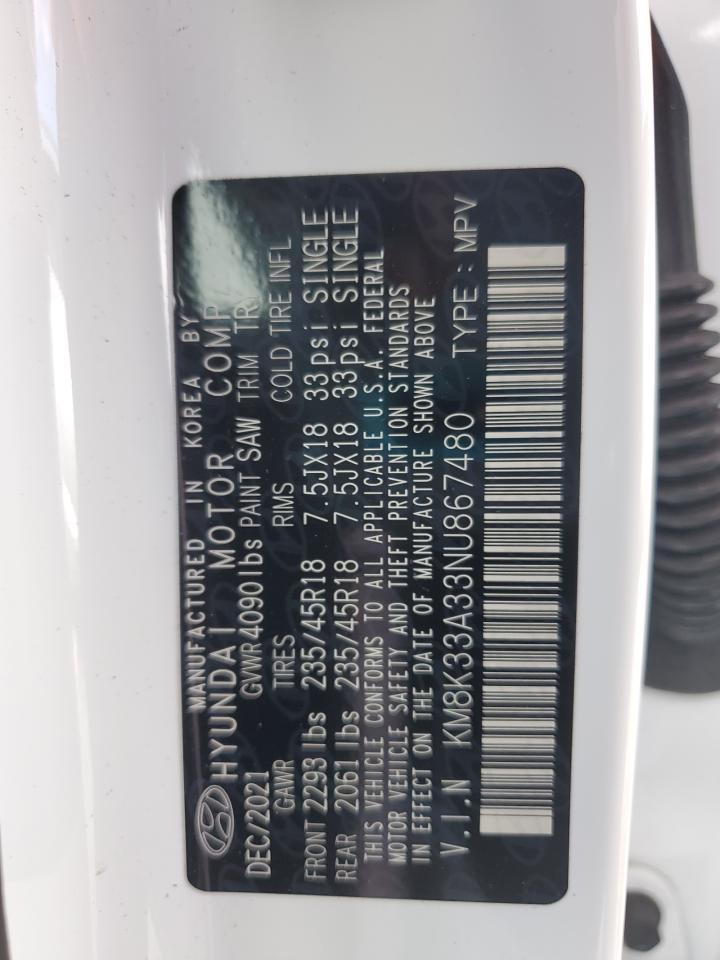 MANUFACTURED IN KOREA BY
HYUNDAI MOTOR COMP
DEC/2021 GVWR 4090 lbs PAINT SAW TRIM TRY
GAWR TIRES RIMS COLD TIRE INFL
FRONT 2293 lbs 235/45R18 7.5JX18 33psi SINGLE
REAR 2061 lbs 235/45R18 7.5JX18 33psi SINGLE
THIS VEHICLE CONFORMS TO ALL APPLICABLE U.S.A. FEDERAL
MOTOR VEHICLE SAFETY AND THEFT PREVENTION STANDARDS
IN EFFECT ON THE DATE OF MANUFACTURE SHOWN ABOVE
V.I.N KM8K33A33NU867480 TYPE : MPV